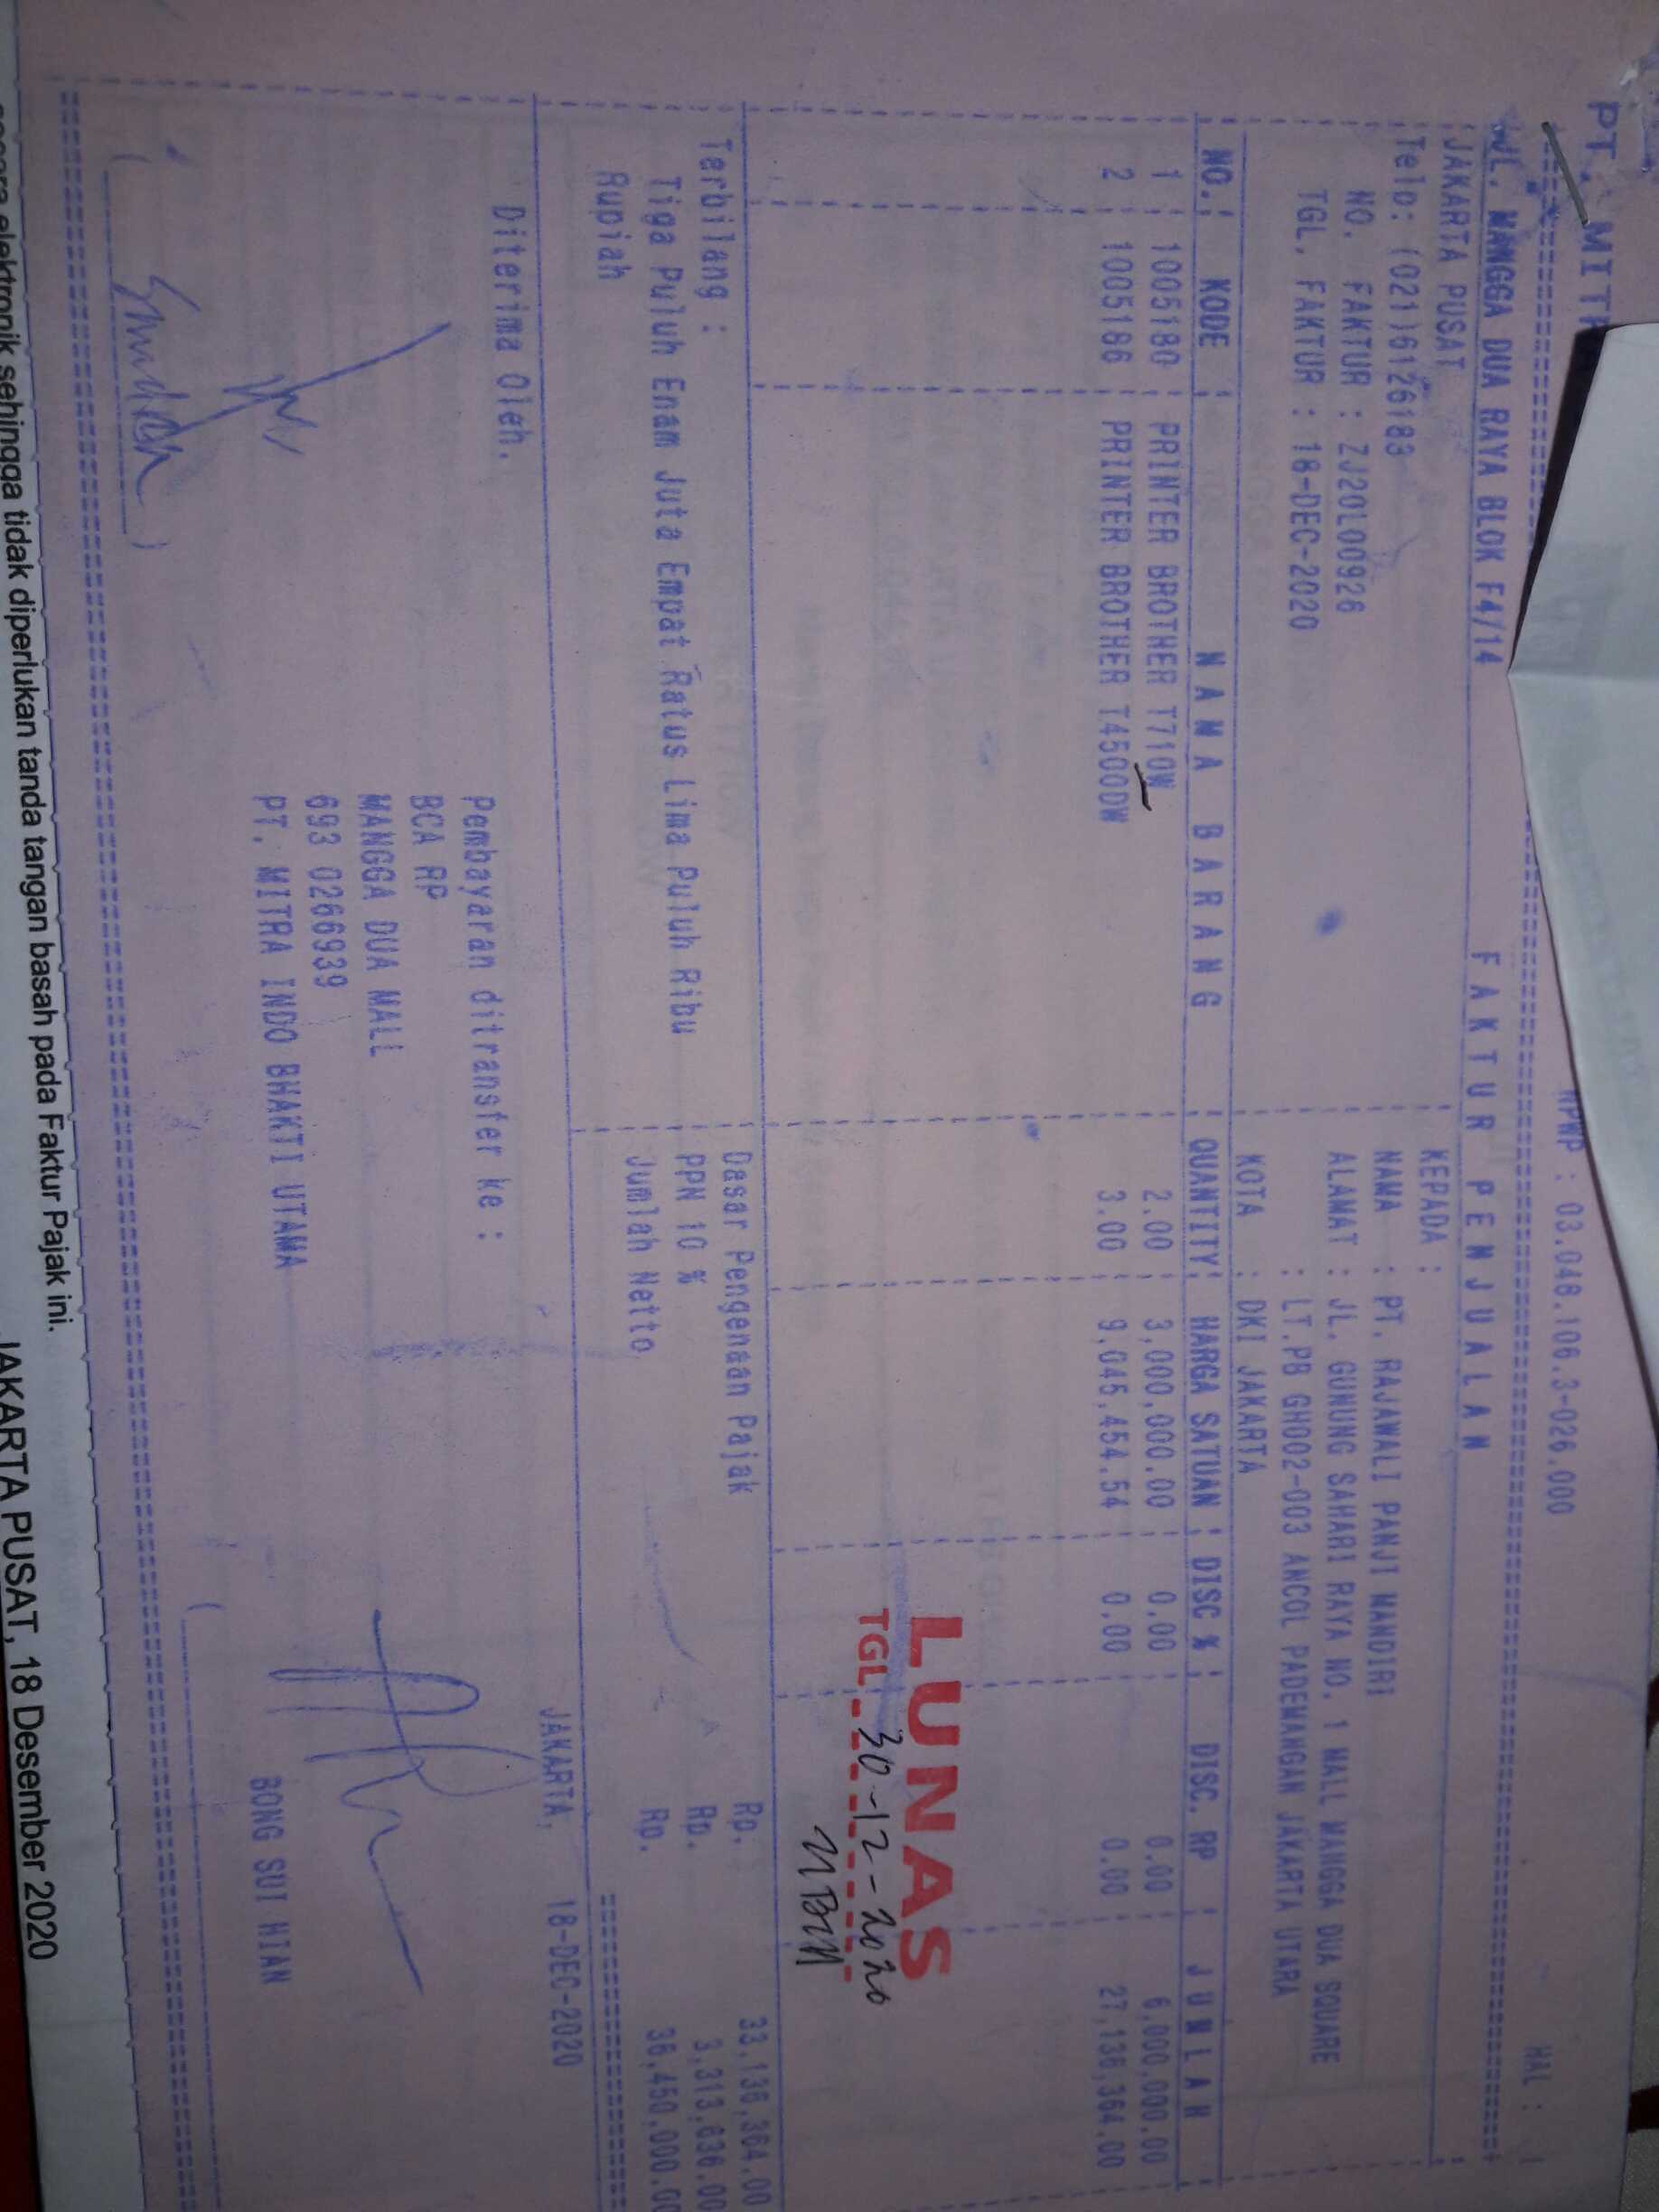 PT. MITR
NPWP : 03.048.106.3-026.000
HAL :
JL. MANGGA DUA RAYA BLOK F4/14
F A K T U R P E N J U A L A N
JAKARTA PUSAT
KEPADA :
Telp: (021)6126183
NAMA : PT. RAJAWALI PANJI MANDIRI
NO. FAKTUR : ZJ20L00926
ALAMAT : JL. GUNUNG SAHARI RAYA NO. 1 MALL MANGGA DUA SQUARE
TGL. FAKTUR : 18-DEC-2020
: LT.PB GH002-003 ANCOL PADEMANGAN JAKARTA UTARA
KOTA : DKI JAKARTA
NO. KODE N A M A B A R A N G QUANTITY HARGA SATUAN DISC % DISC. RP J U M L A H
1 1005180 PRINTER BROTHER T710W 2.00 3,000,000.00 0.00 0.00 6,000,000.00
2 1005186 PRINTER BROTHER T4500DW 3.00 9,045,454.54 0.00 0.00 27,136,364.00
LUNAS
TGL. 30-12-2020
Terbilang :
Dasar Pengenaan Pajak Rp. 33,136,364.00
Tiga Puluh Enam Juta Empat Ratus Lima Puluh Ribu
PPN 10 % Rp. 3,313,636.00
Rupiah
Jumlah Netto Rp. 36,450,000.00
JAKARTA, 18-DEC-2020
Diterima Oleh.
Pembayaran ditransfer ke :
BCA RP
MANGGA DUA MALL
693 0266939
PT. MITRA INDO BHAKTI UTAMA
BONG SUI HIAN
secara elektronik sehingga tidak diperlukan tanda tangan basah pada Faktur Pajak ini.
JAKARTA PUSAT, 18 Desember 2020